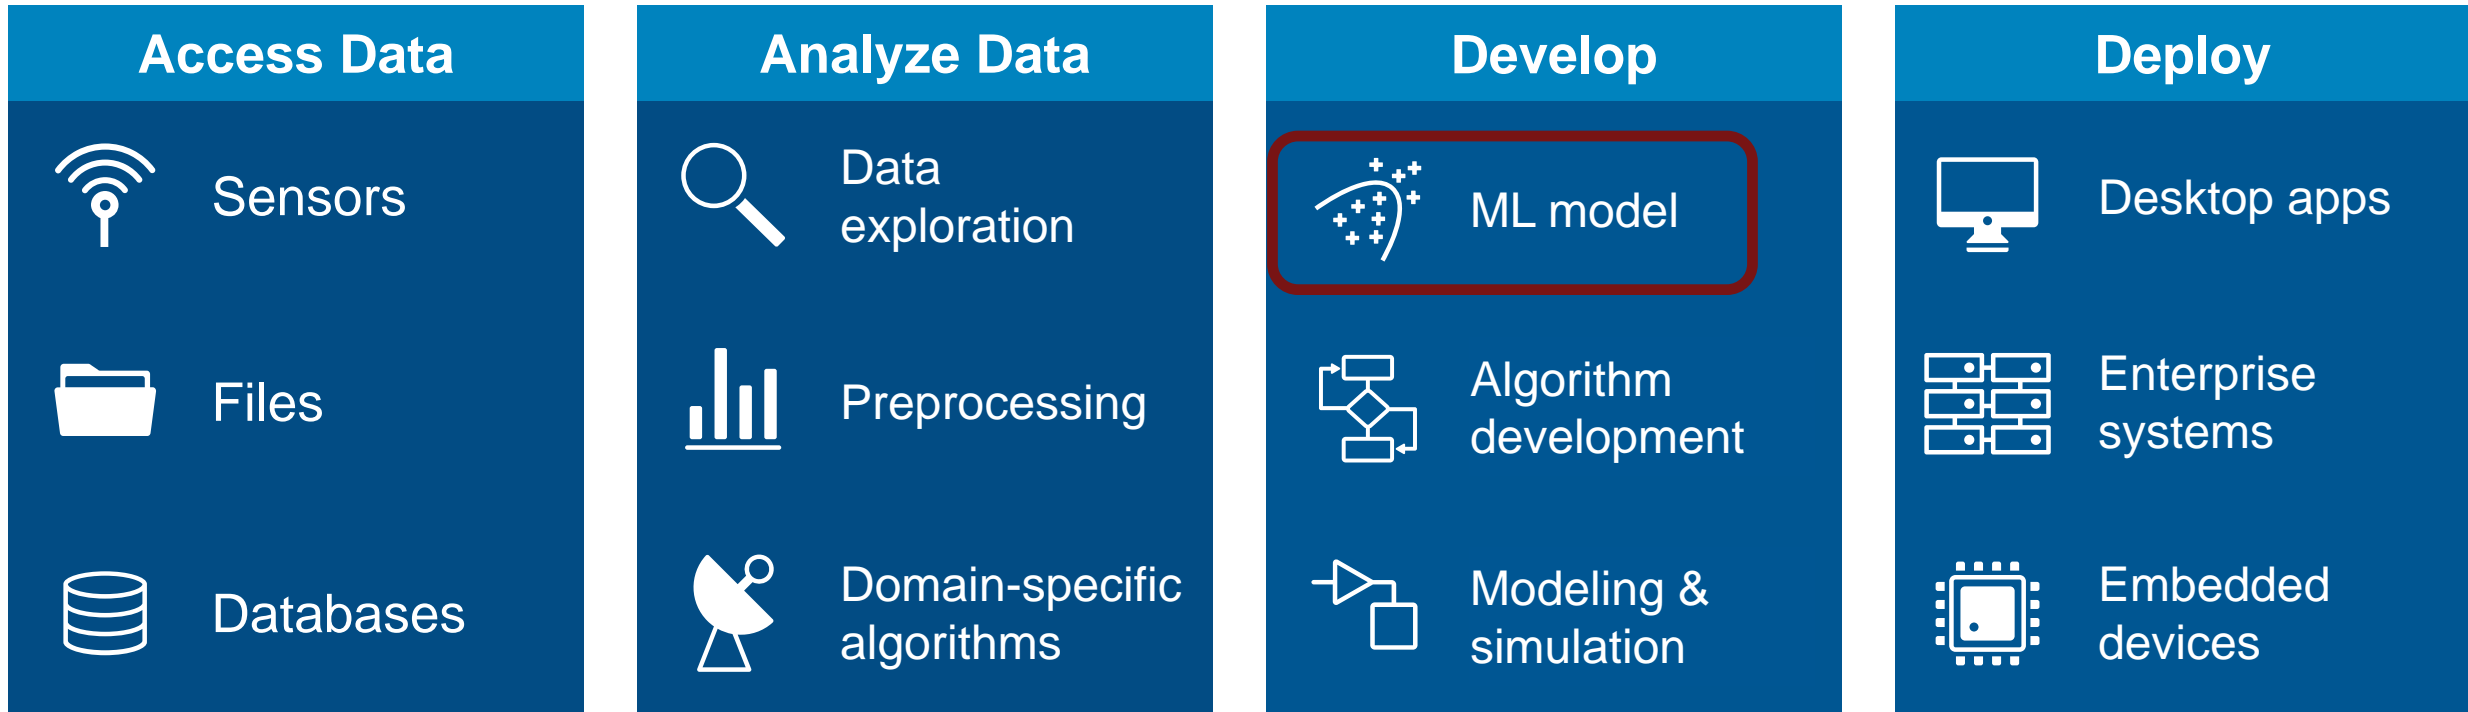 Access Data
Sensors
Files
Databases
Analyze Data
Data
exploration
Preprocessing
Domain-specific
algorithms
Develop
ML model
Algorithm
development
Modeling &
simulation
Deploy
Desktop apps
Enterprise
systems
Embedded
devices